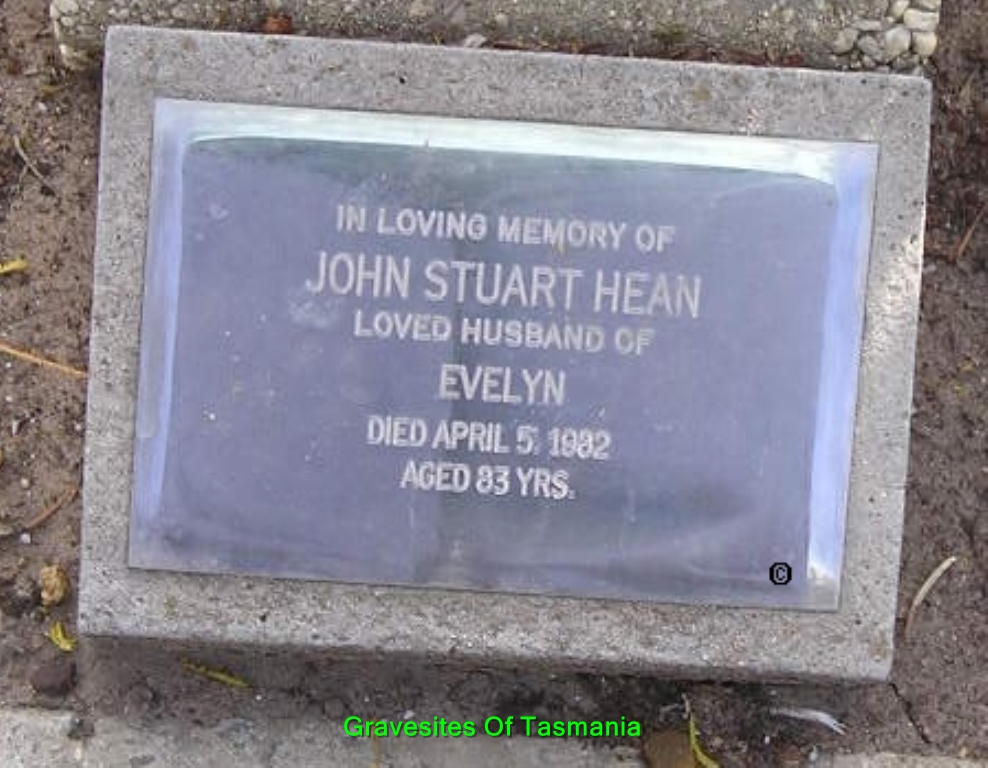 IN LOVING MEMORY OF
JOHN STUART HEAN
LOVED HUSBAND OF
EVELYN
DIED APRIL 5, 1982
AGED 83 YRS.
©
Gravesites Of Tasmania